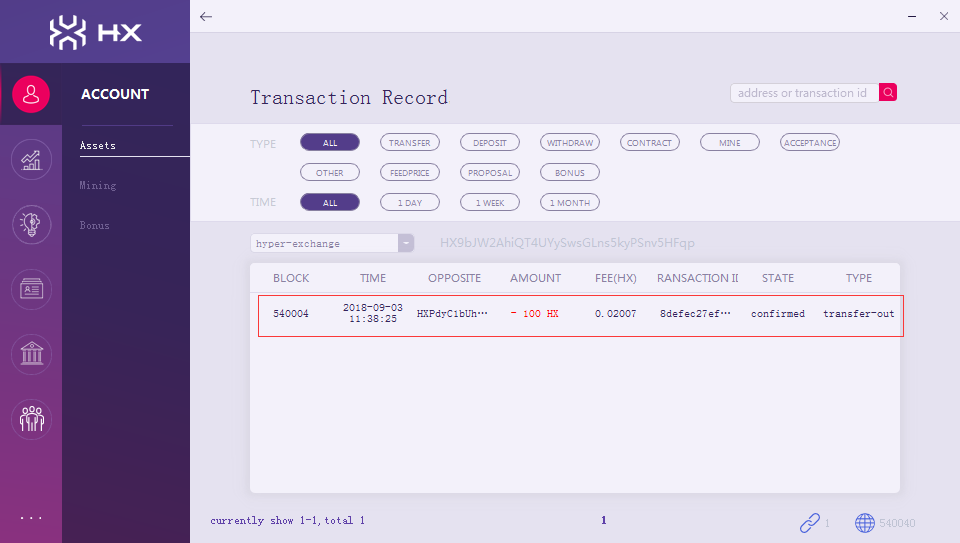 HX
ACCOUNT
Assets
Mining
Bonus
...
Transaction Record
address or transaction id
TYPE ALL TRANSFER DEPOSIT WITHDRAW CONTRACT MINE ACCEPTANCE
OTHER FEEDPRICE PROPOSAL BONUS
TIME ALL 1 DAY 1 WEEK 1 MONTH
hyper-exchange HX9bJW2AhiQT4UYySwsGLns5kyPSnv5HFqp
BLOCK TIME OPPOSITE AMOUNT FEE(HX) RANSACTION II STATE TYPE
540004 2018-09-03 11:38:25 HXPdyC1bUh… - 100 HX 0.02007 8defec27ef… confirmed transfer-out
currently show 1-1,total 1 1 1 540040